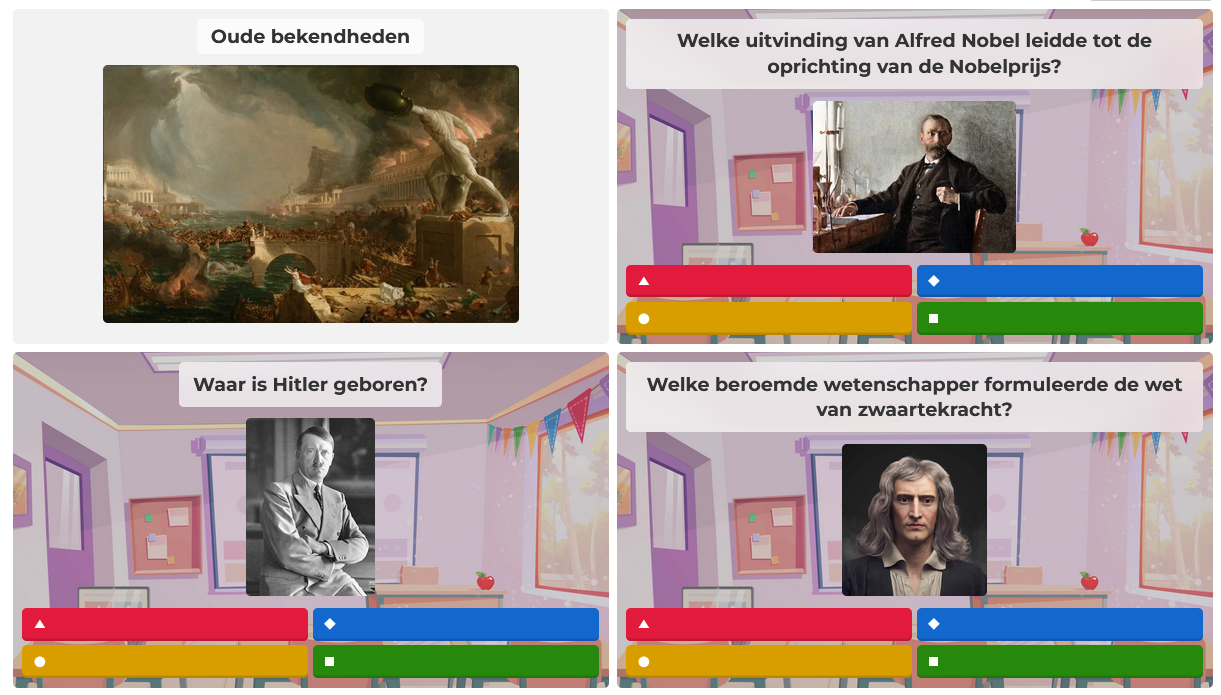 Oude bekendheden
Welke uitvinding van Alfred Nobel leidde tot de
oprichting van de Nobelprijs?
Waar is Hitler geboren?
Welke beroemde wetenschapper formuleerde de wet
van zwaartekracht?